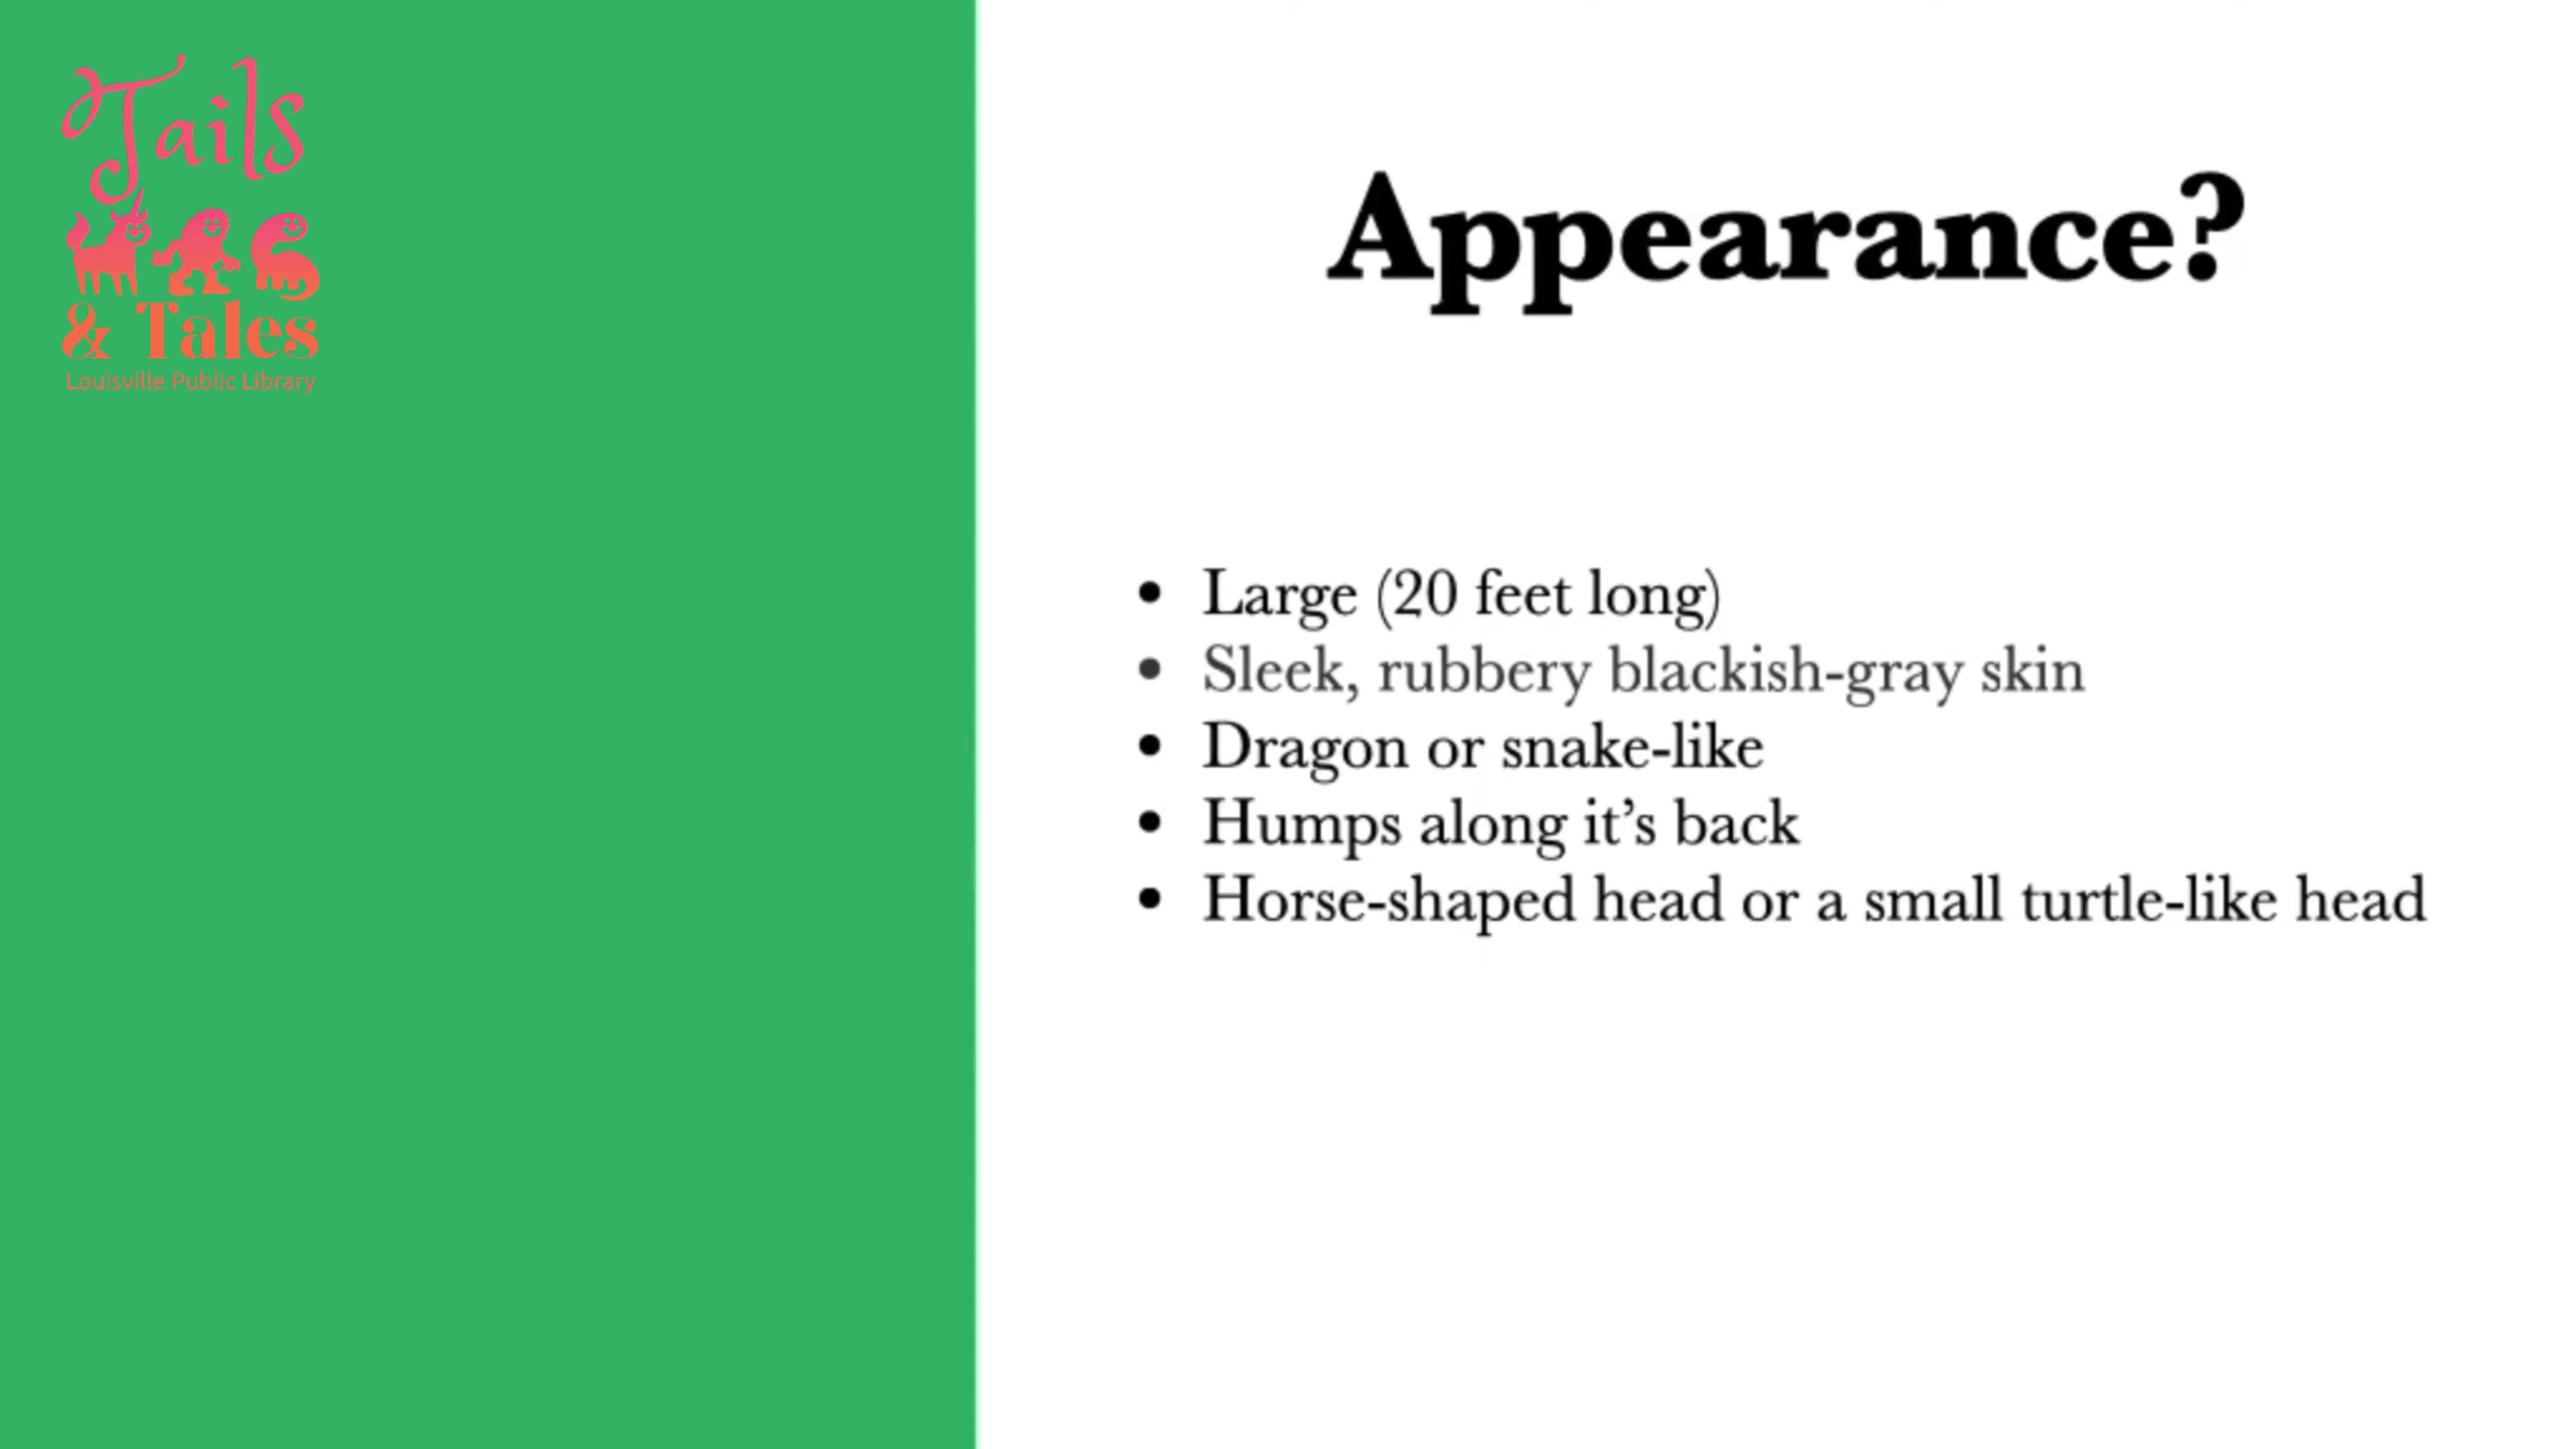 Tails
& Tales
Louisville Public Library
Appearance?
• Large (20 feet long)
• Sleek, rubbery blackish-gray skin
• Dragon or snake-like
• Humps along it’s back
• Horse-shaped head or a small turtle-like head